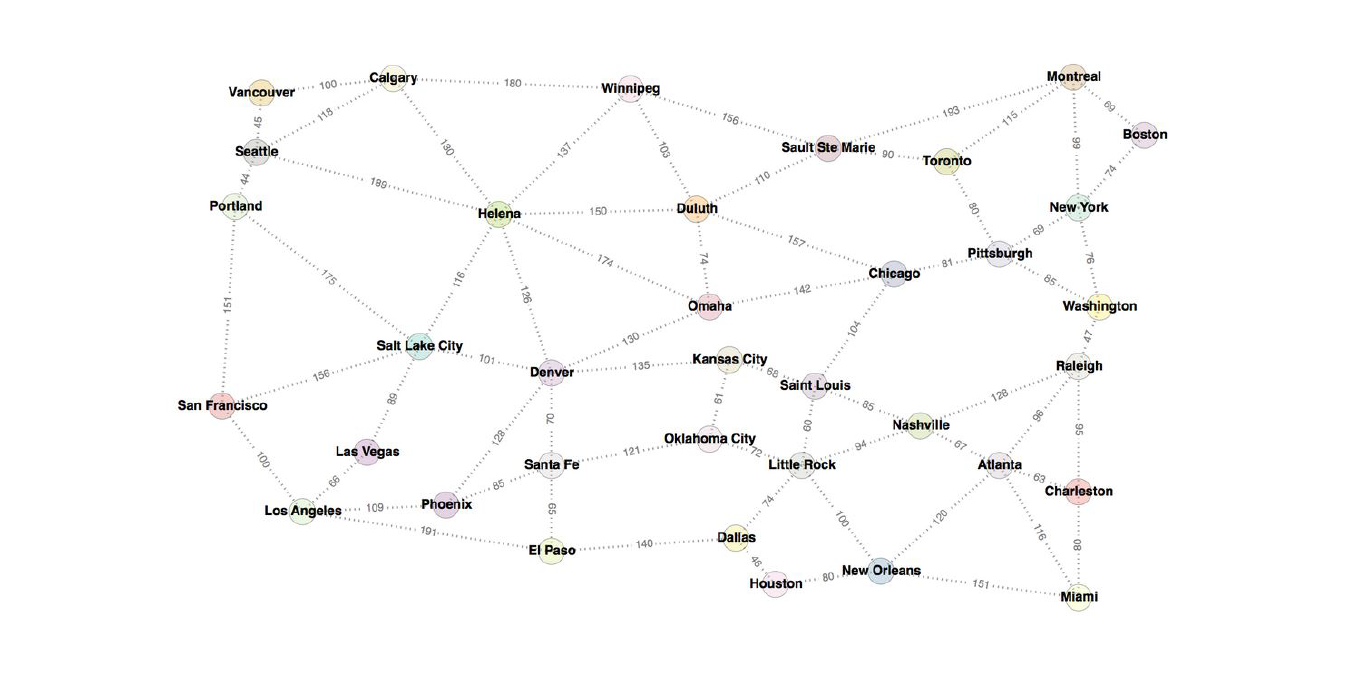 Calgary
Montreal
Vancouver
100
180
Winnipeg
69
193
45
118
156
115
Boston
Seattle
130
137
103
Sault Ste Marie
90
Toronto
99
44
189
110
74
Portland
Helena
150
Duluth
80
New York
69
157
Pittsburgh
76
175
174
74
Chicago
81
85
116
126
142
151
Omaha
Washington
104
130
47
Salt Lake City
101
135
Kansas City
Raleigh
156
Denver
68
Saint Louis
89
61
128
San Francisco
85
96
95
70
60
Nashville
128
Oklahoma City
94
67
Las Vegas
121
72
100
Santa Fe
Little Rock
Atlanta
66
85
63
Charleston
109
Phoenix
74
Los Angeles
65
100
120
191
116
Dallas
140
80
El Paso
46
New Orleans
Houston
80
151
Miami